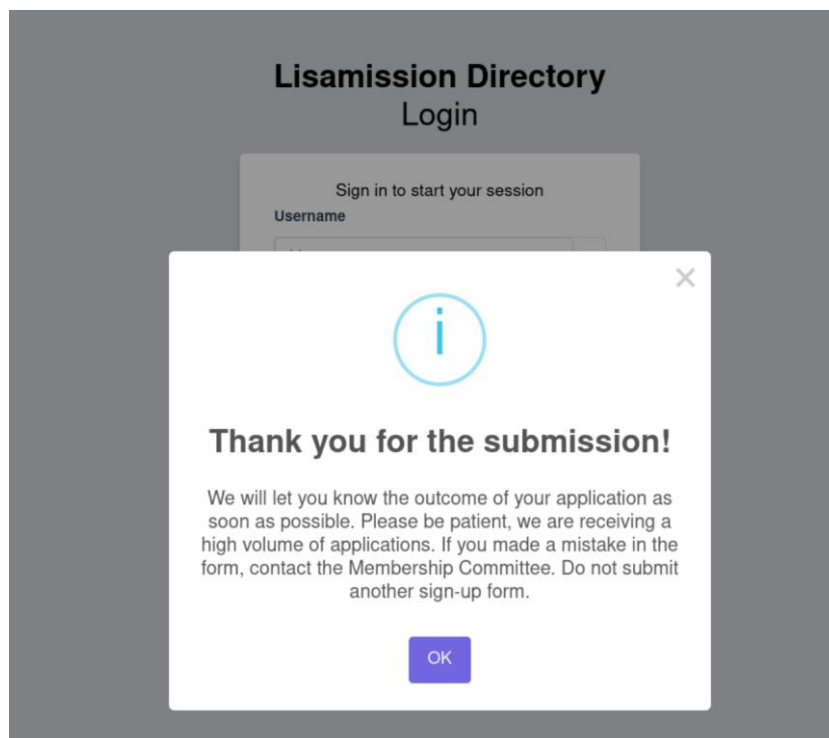 Lisamission Directory
Login
Sign in to start your session
Username
×
i
Thank you for the submission!
We will let you know the outcome of your application as
soon as possible. Please be patient, we are receiving a
high volume of applications. If you made a mistake in the
form, contact the Membership Committee. Do not submit
another sign-up form.
OK